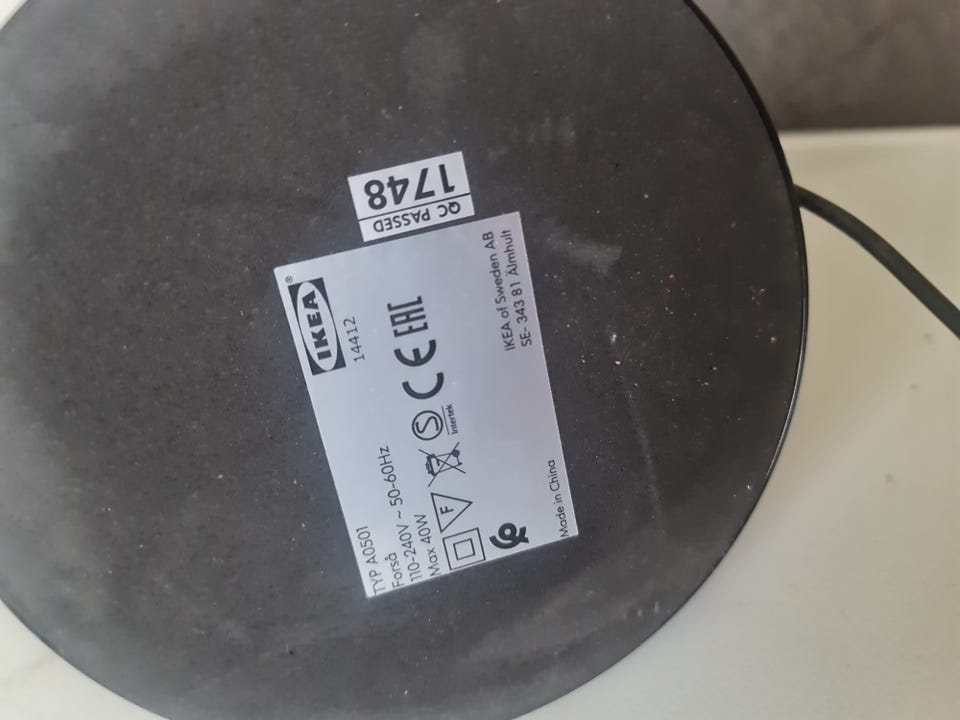 QC PASSED
1748
TYP A0501
Forså
110-240V ~ 50-60Hz
Max 40W
IKEA®
14412
F
S
Intertek
CE EAC
Made in China
IKEA of Sweden AB
SE- 343 81 Älmhult